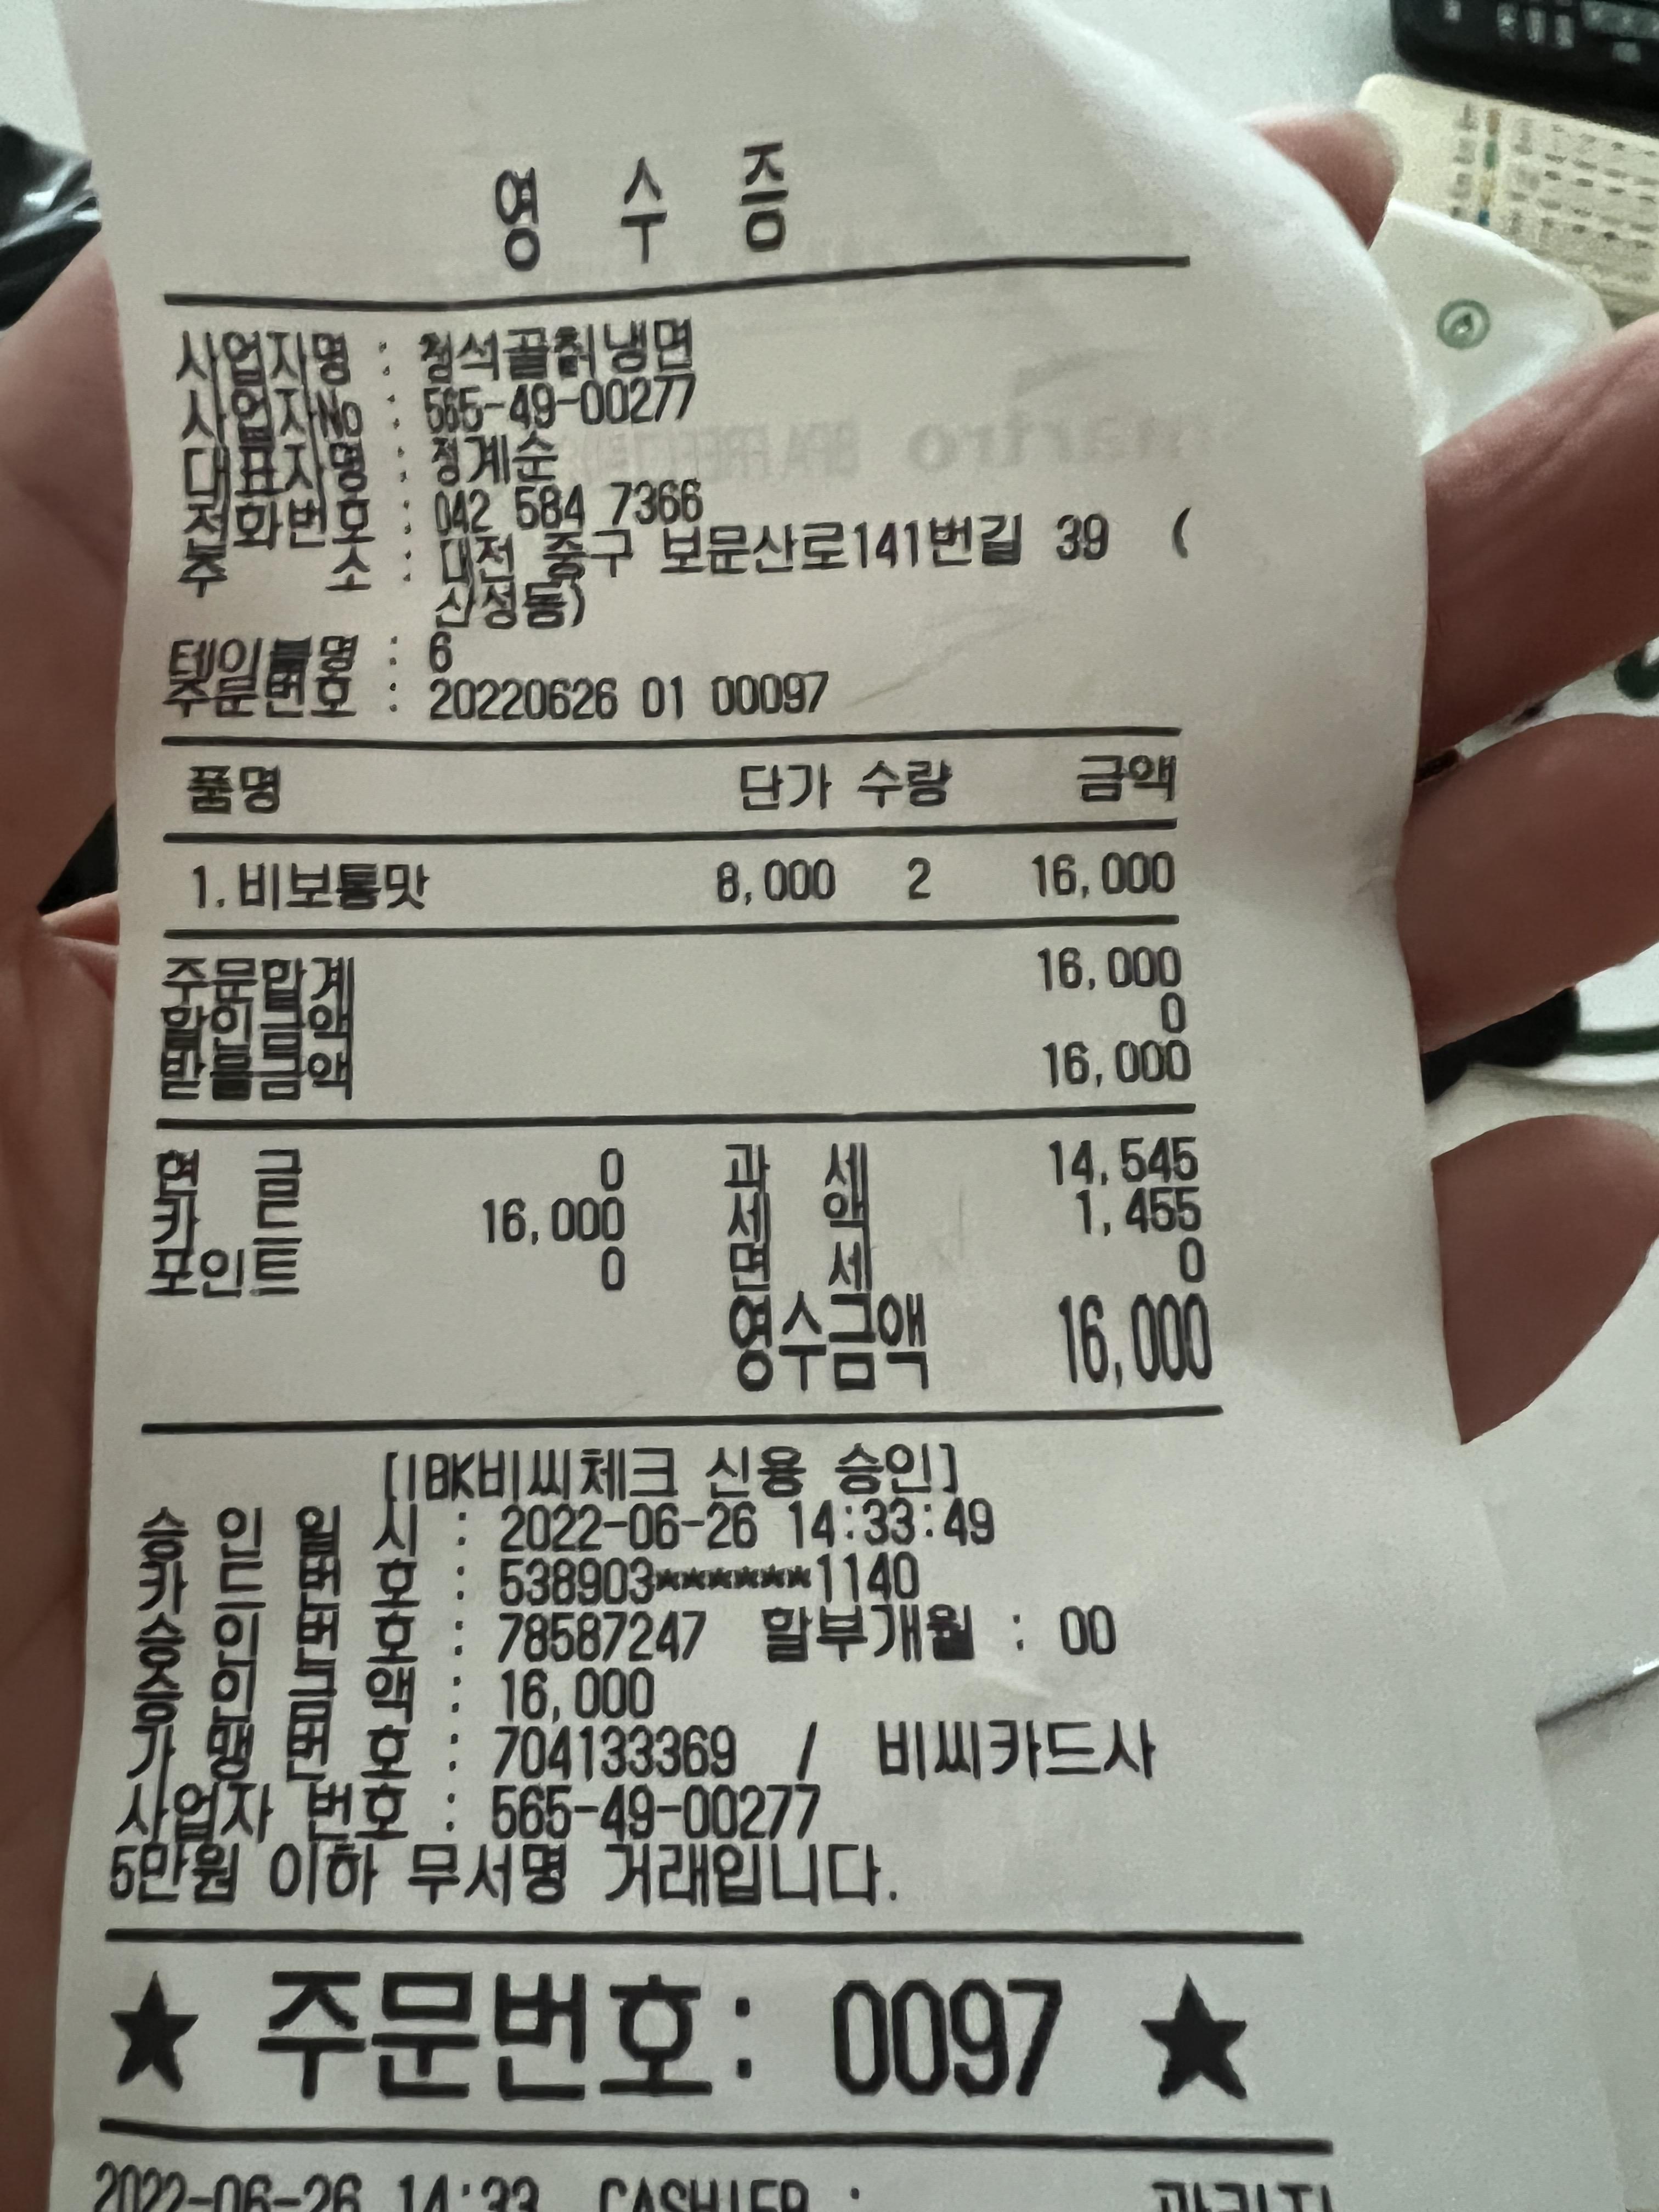 영 수 증
사업자명 : 청석골칡냉면
사업자No : 565-49-00277
대표자명 : 정계순
전화번호 : 042 584 7366
주 소 : 대전 중구 보문산로141번길 39 (
산성동)
테이블명 : 6
주문번호 : 20220626 01 00097
품명 단가 수량 금액
1.비보통맛 8,000 2 16,000
주문합계 16,000
할인금액 0
받을금액 16,000
현 금 0 과 세 14,545
카 드 16,000 세 액 1,455
포인트 0 면 세 0
영수금액 16,000
[IBK비씨체크 신용 승인]
승 인 일 시 : 2022-06-26 14:33:49
카 드 번 호 : 538903******1140
승 인 번 호 : 78587247 할부개월 : 00
승 인 금 액 : 16,000
가 맹 번 호 : 704133369 / 비씨카드사
사업자 번호 : 565-49-00277
5만원 이하 무서명 거래입니다.
★ 주문번호: 0097 ★
2022-06-26 14:33 CASHIER : 관리자